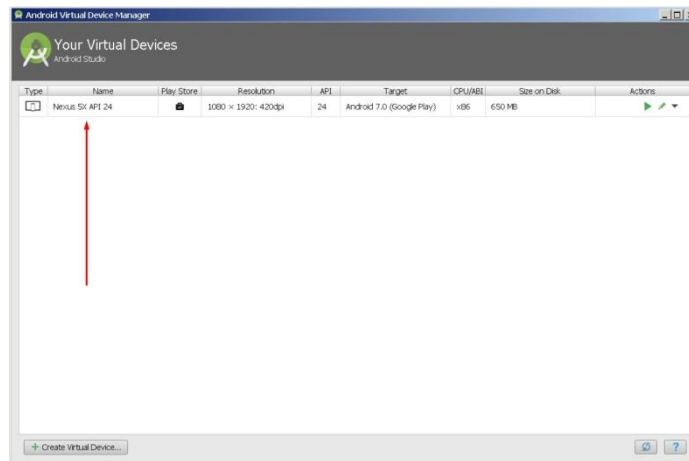 Android Virtual Device Manager
Your Virtual Devices
Android Studio
Type Name Play Store Resolution API Target CPU/ABI Size on Disk Actions
Nexus 5X API 24 1080 × 1920: 420dpi 24 Android 7.0 (Google Play) x86 650 MB
+ Create Virtual Device... ?